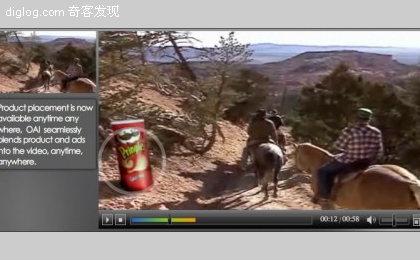 diglog.com 奇客发现
Product placement is now
available anytime any
where, OAI seamlessly
blends product and ads
into the video, anytime,
anywhere.
Pringles
00:12 / 00:58